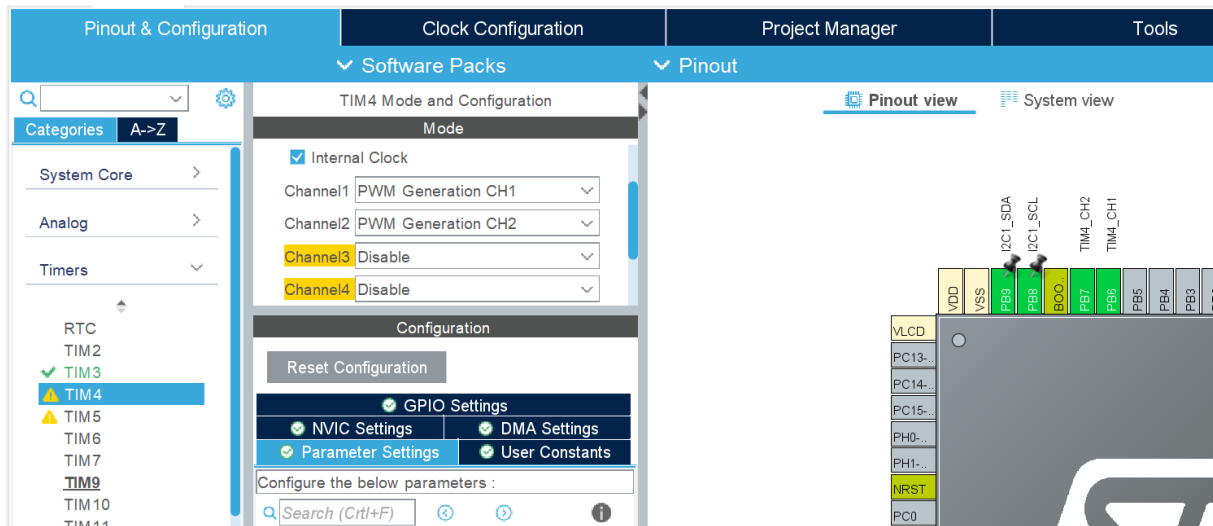 Pinout & Configuration
Clock Configuration
Project Manager
Tools
Software Packs
Pinout
Categories
A->Z
System Core
Analog
Timers
RTC
TIM2
TIM3
TIM4
TIM5
TIM6
TIM7
TIM9
TIM10
TIM11
TIM4 Mode and Configuration
Mode
Internal Clock
Channel1 PWM Generation CH1
Channel2 PWM Generation CH2
Channel3 Disable
Channel4 Disable
Configuration
Reset Configuration
GPIO Settings
NVIC Settings
DMA Settings
Parameter Settings
User Constants
Configure the below parameters :
Search (Crtl+F)
Pinout view
System view
I2C1_SDA
I2C1_SCL
TIM4_CH2
TIM4_CH1
VDD
VSS
PB9
PB8
BOO..
PB7
PB6
PB5
PB4
PB3
VLCD
PC13-..
PC14-..
PC15-..
PH0-..
PH1-..
NRST
PC0